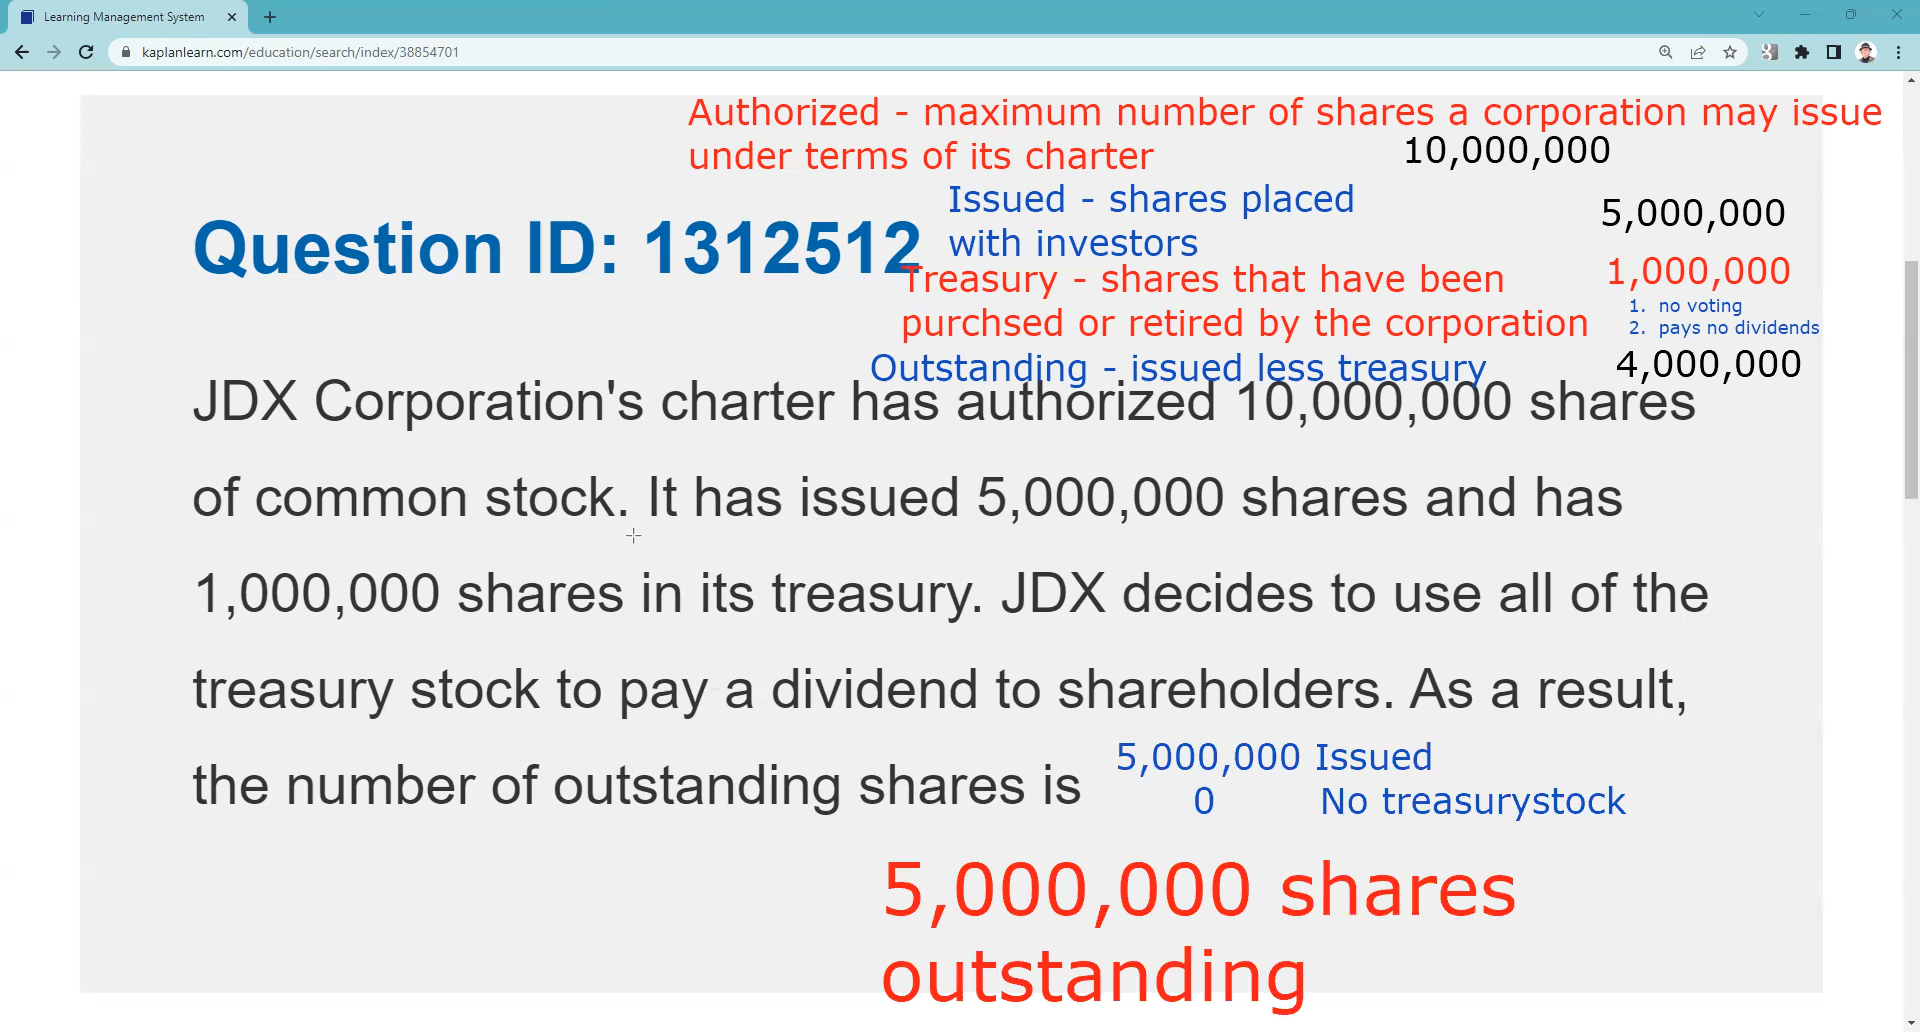 Learning Management System
kaplanlearn.com/education/search/index/38854701
Authorized - maximum number of shares a corporation may issue
under terms of its charter
10,000,000
Issued - shares placed
with investors
5,000,000
Question ID: 1312512
Treasury - shares that have been
purchsed or retired by the corporation
1,000,000
1. no voting
2. pays no dividends
Outstanding - issued less treasury
4,000,000
JDX Corporation's charter has authorized 10,000,000 shares
of common stock. It has issued 5,000,000 shares and has
1,000,000 shares in its treasury. JDX decides to use all of the
treasury stock to pay a dividend to shareholders. As a result,
the number of outstanding shares is
5,000,000 Issued
0 No treasurystock
5,000,000 shares
outstanding